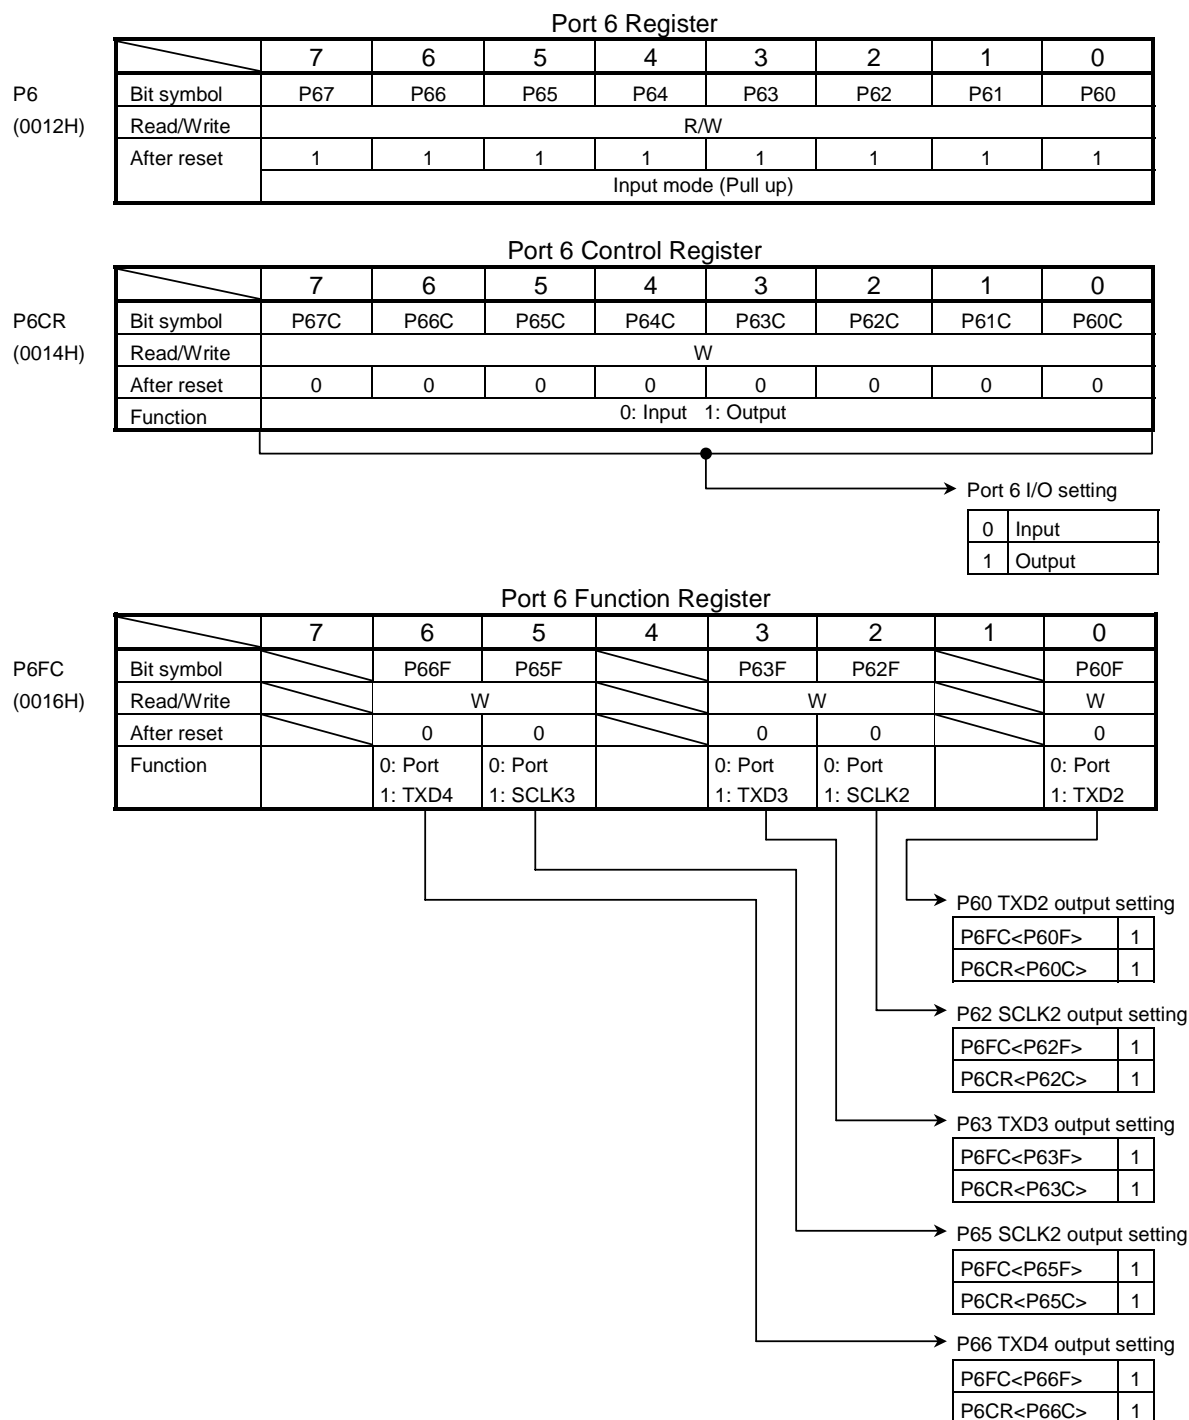 Port 6 Register
7 6 5 4 3 2 1 0
P6 Bit symbol P67 P66 P65 P64 P63 P62 P61 P60
(0012H) Read/Write R/W
After reset 1 1 1 1 1 1 1 1
Input mode (Pull up)
Port 6 Control Register
7 6 5 4 3 2 1 0
P6CR Bit symbol P67C P66C P65C P64C P63C P62C P61C P60C
(0014H) Read/Write W
After reset 0 0 0 0 0 0 0 0
Function 0: Input 1: Output
Port 6 I/O setting
0 Input
1 Output
Port 6 Function Register
7 6 5 4 3 2 1 0
P6FC Bit symbol P66F P65F P63F P62F P60F
(0016H) Read/Write W W W
After reset 0 0 0 0 0
Function 0: Port 0: Port 0: Port 0: Port 0: Port
1: TXD4 1: SCLK3 1: TXD3 1: SCLK2 1: TXD2
P60 TXD2 output setting
P6FC<P60F> 1
P6CR<P60C> 1
P62 SCLK2 output setting
P6FC<P62F> 1
P6CR<P62C> 1
P63 TXD3 output setting
P6FC<P63F> 1
P6CR<P63C> 1
P65 SCLK2 output setting
P6FC<P65F> 1
P6CR<P65C> 1
P66 TXD4 output setting
P6FC<P66F> 1
P6CR<P66C> 1